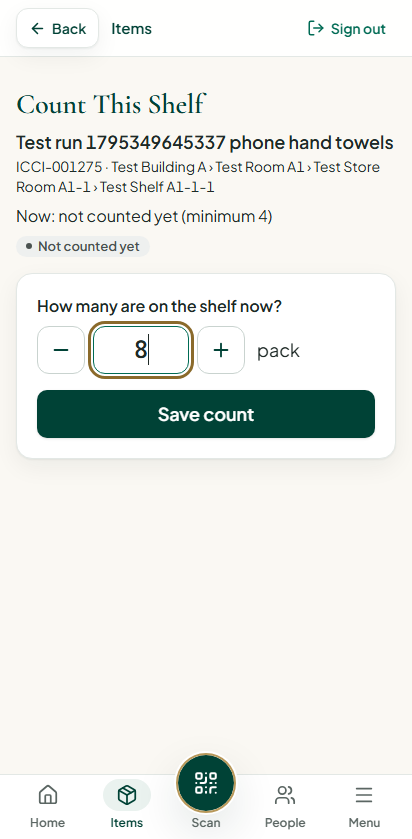 Back
Items
Sign out
Count This Shelf
Test run 1795349645337 phone hand towels
ICCI-001275 · Test Building A › Test Room A1 › Test Store
Room A1-1 › Test Shelf A1-1-1
Now: not counted yet (minimum 4)
Not counted yet
How many are on the shelf now?
8
pack
Save count
Home
Items
Scan
People
Menu